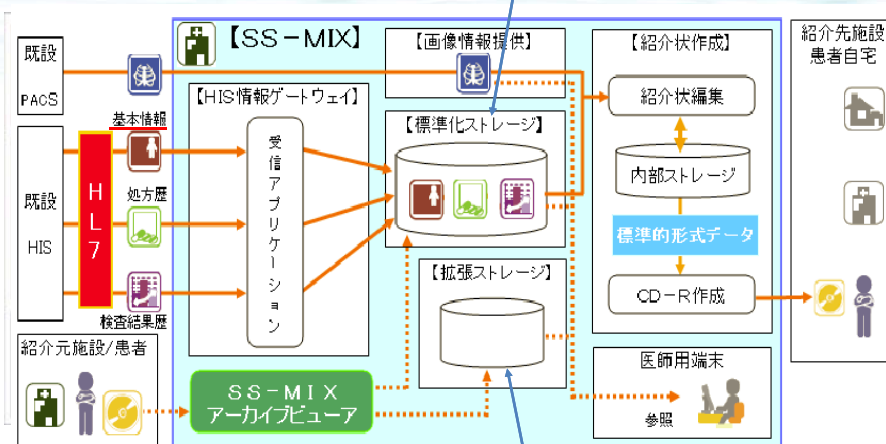 既設
PACS
【SS-MIX】
【画像情報提供】
【紹介状作成】
紹介先施設
患者自宅
【HIS情報ゲートウェイ】
基本情報
受信アプリケーション
【標準化ストレージ】
紹介状編集
既設
HIS
HL7
処方歴
内部ストレージ
標準的形式データ
【拡張ストレージ】
CD-R作成
検査結果歴
紹介元施設/患者
SS-MIX
アーカイブビューア
医師用端末
参照